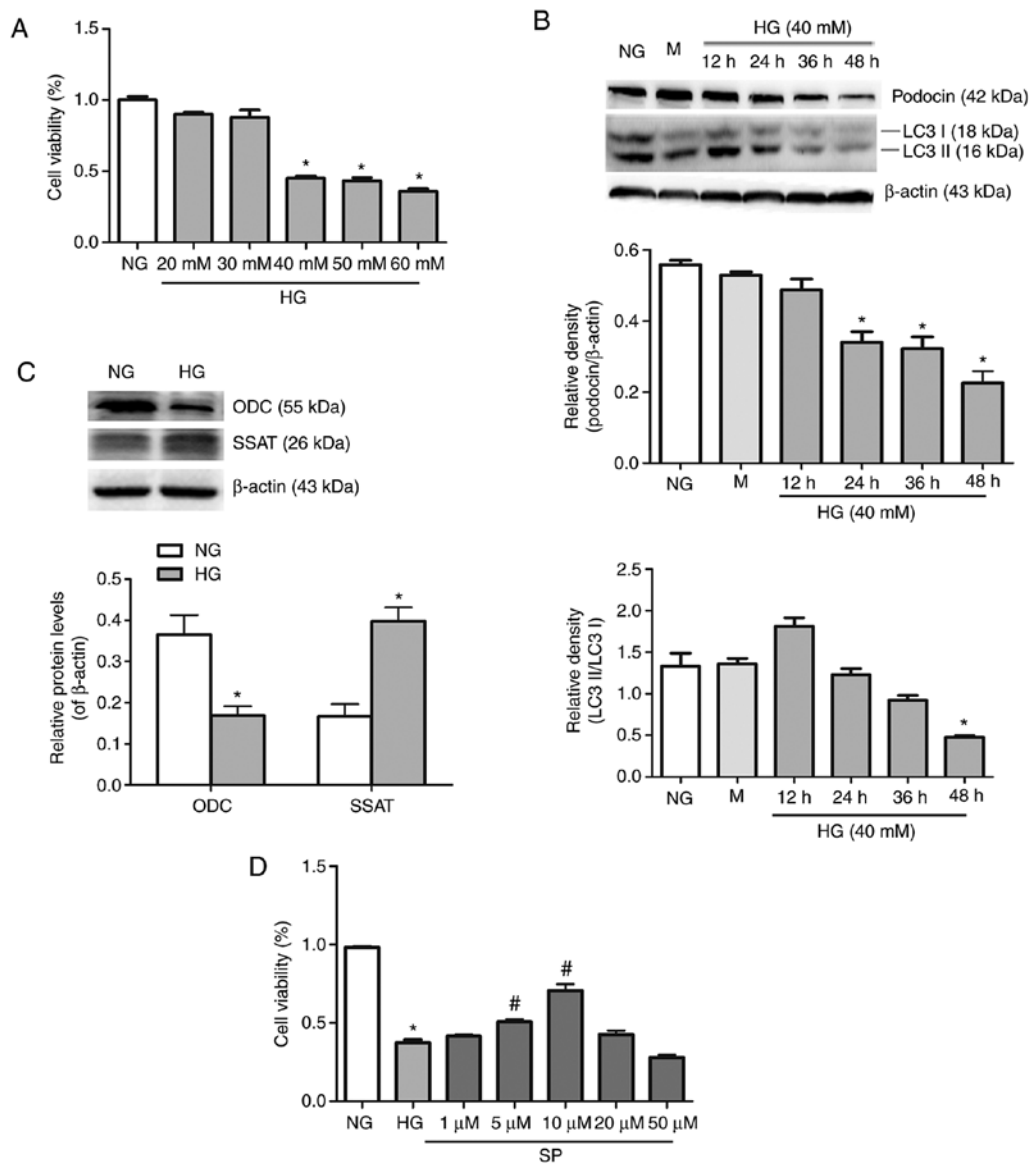 A
Cell viability (%)
1.5
1.0
0.5
0.0
*
*
*
NG 20 mM 30 mM 40 mM 50 mM 60 mM
HG
B
HG (40 mM)
NG M 12 h 24 h 36 h 48 h
Podocin (42 kDa)
LC3 I (18 kDa)
LC3 II (16 kDa)
β-actin (43 kDa)
Relative density
(podocin/β-actin)
0.6
0.4
0.2
0.0
*
*
*
NG M 12 h 24 h 36 h 48 h
HG (40 mM)
Relative density
(LC3 II/LC3 I)
2.5
2.0
1.5
1.0
0.5
0.0
*
NG M 12 h 24 h 36 h 48 h
HG (40 mM)
C
NG HG
ODC (55 kDa)
SSAT (26 kDa)
β-actin (43 kDa)
NG
HG
Relative protein levels
(of β-actin)
0.5
0.4
0.3
0.2
0.1
0.0
*
*
ODC SSAT
D
Cell viability (%)
1.5
1.0
0.5
0.0
*
#
#
NG HG 1 μM 5 μM 10 μM 20 μM 50 μM
SP